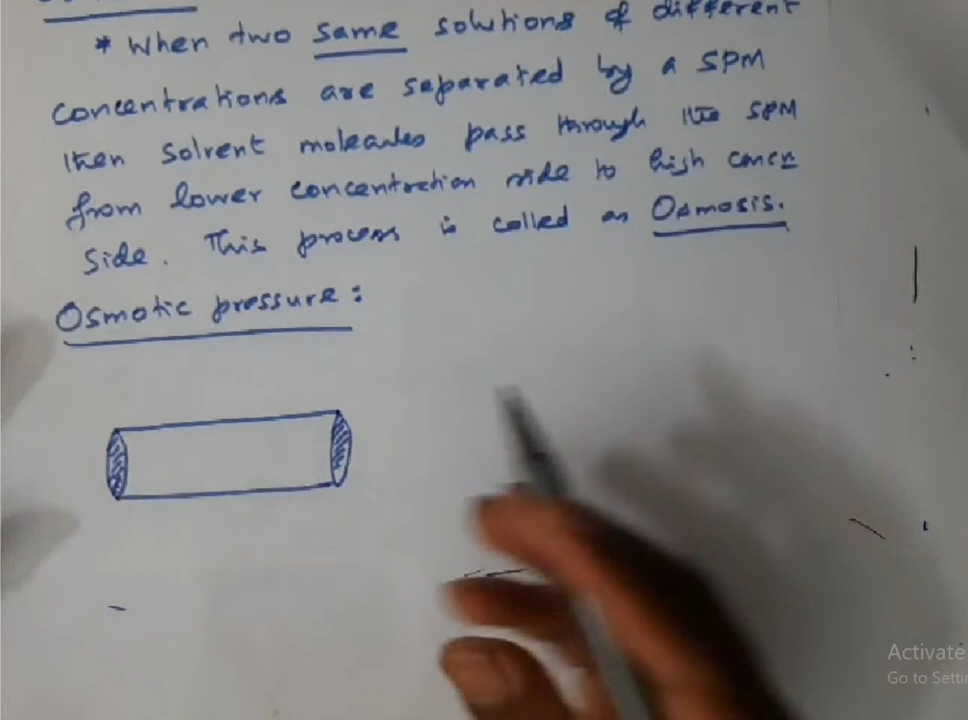 * When two same solutions of different
concentrations are separated by a SPM
then solvent molecules pass through the SPM
from lower concentration side to high concn
side. This process is called as Osmosis.
Osmotic pressure:
Activate
Go to Settin